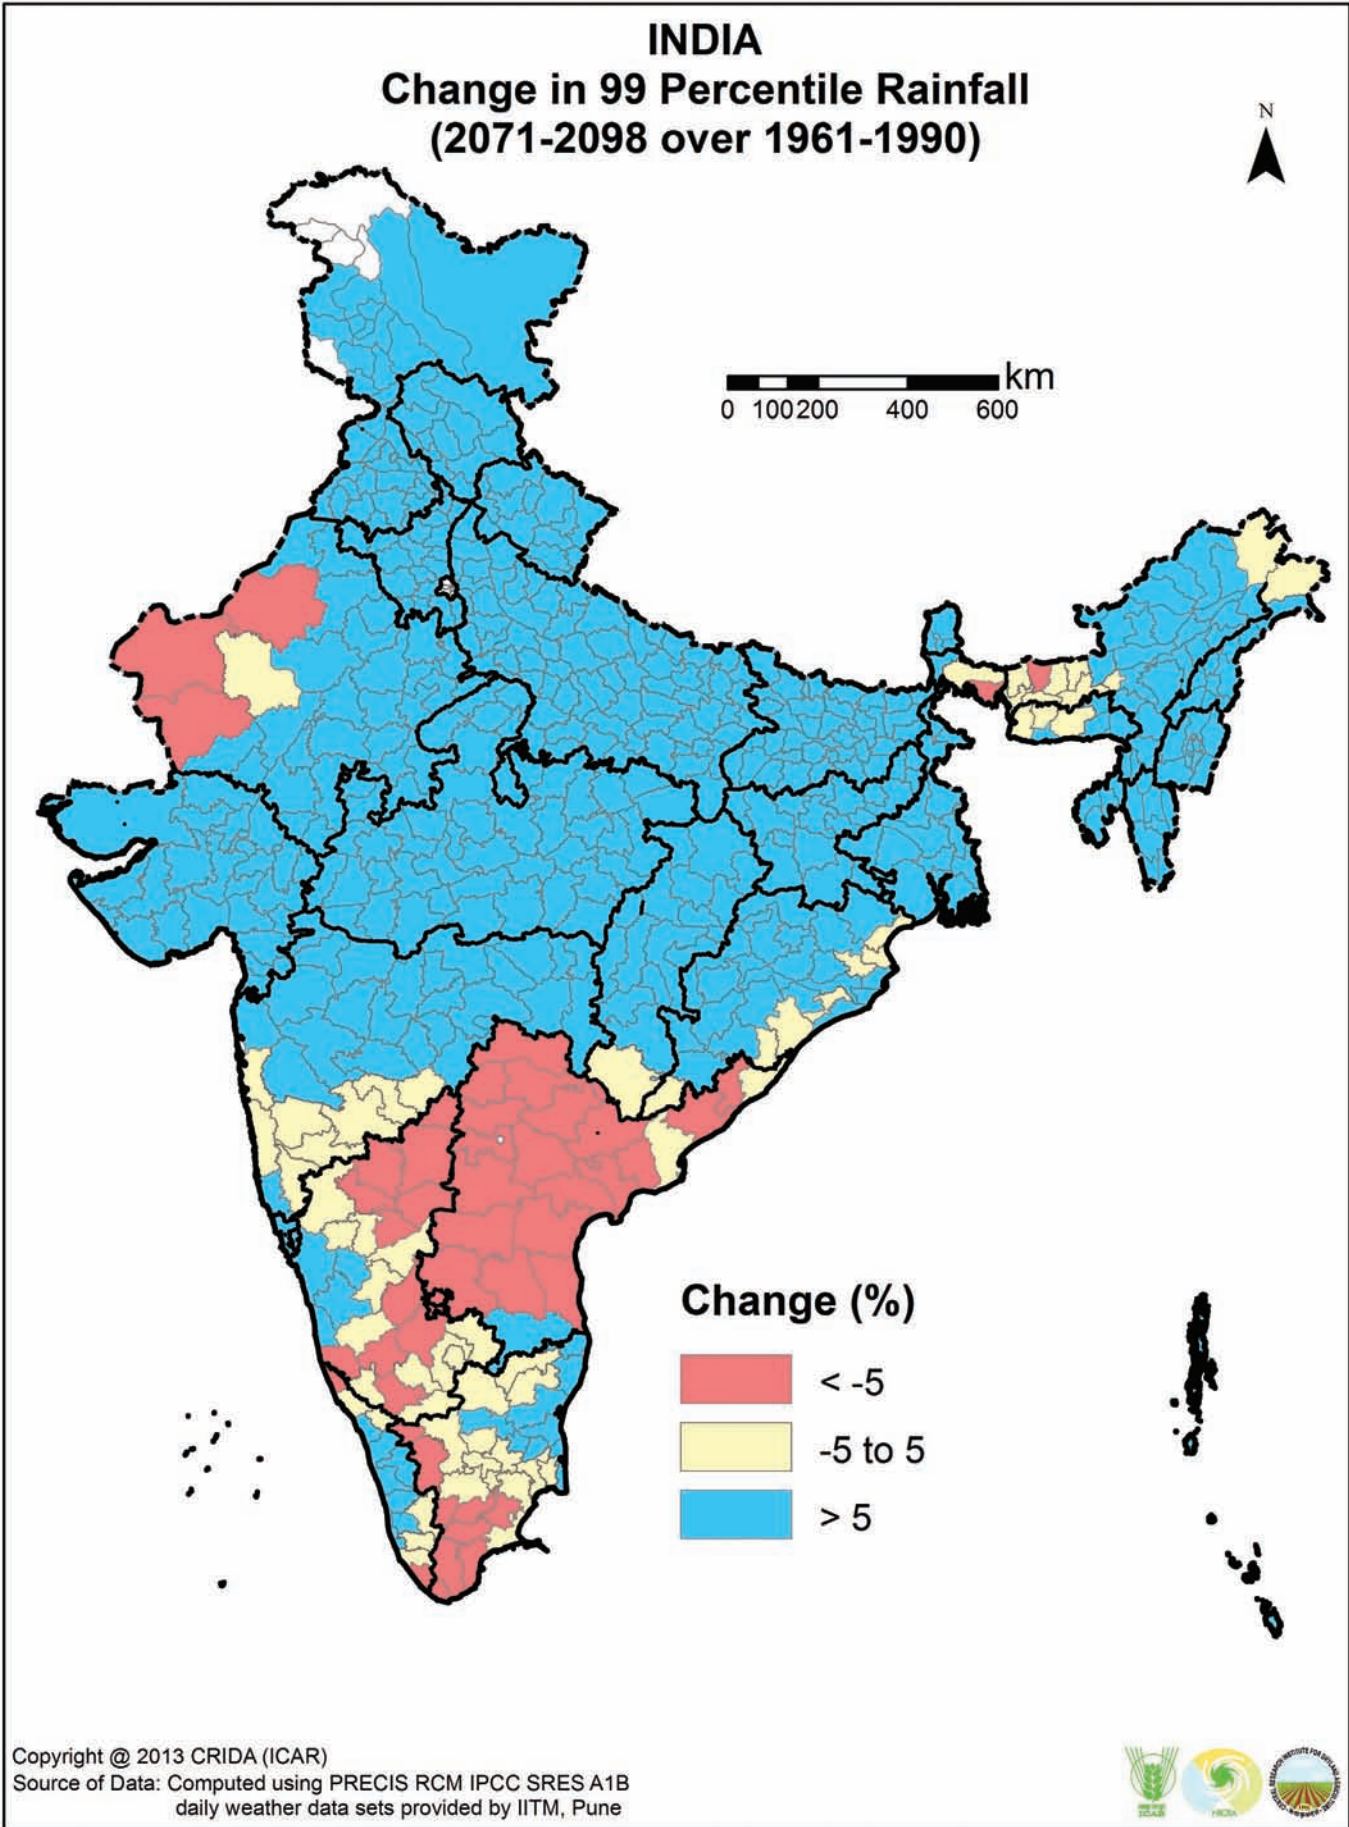 INDIA
Change in 99 Percentile Rainfall
(2071-2098 over 1961-1990)
N
km
0 100 200 400 600
Change (%)
< -5
-5 to 5
> 5
Copyright @ 2013 CRIDA (ICAR)
Source of Data: Computed using PRECIS RCM IPCC SRES A1B
daily weather data sets provided by IITM, Pune